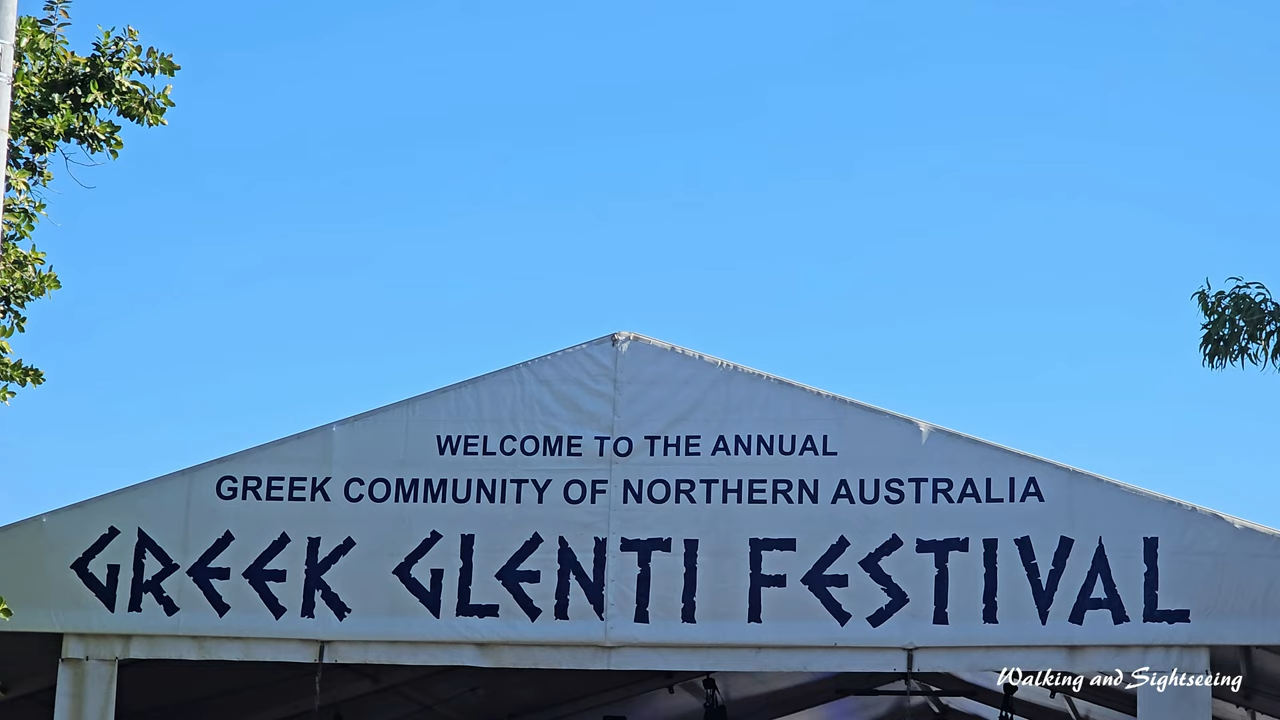 WELCOME TO THE ANNUAL
GREEK COMMUNITY OF NORTHERN AUSTRALIA
GREEK GLENTI FESTIVAL
Walking and Sightseeing